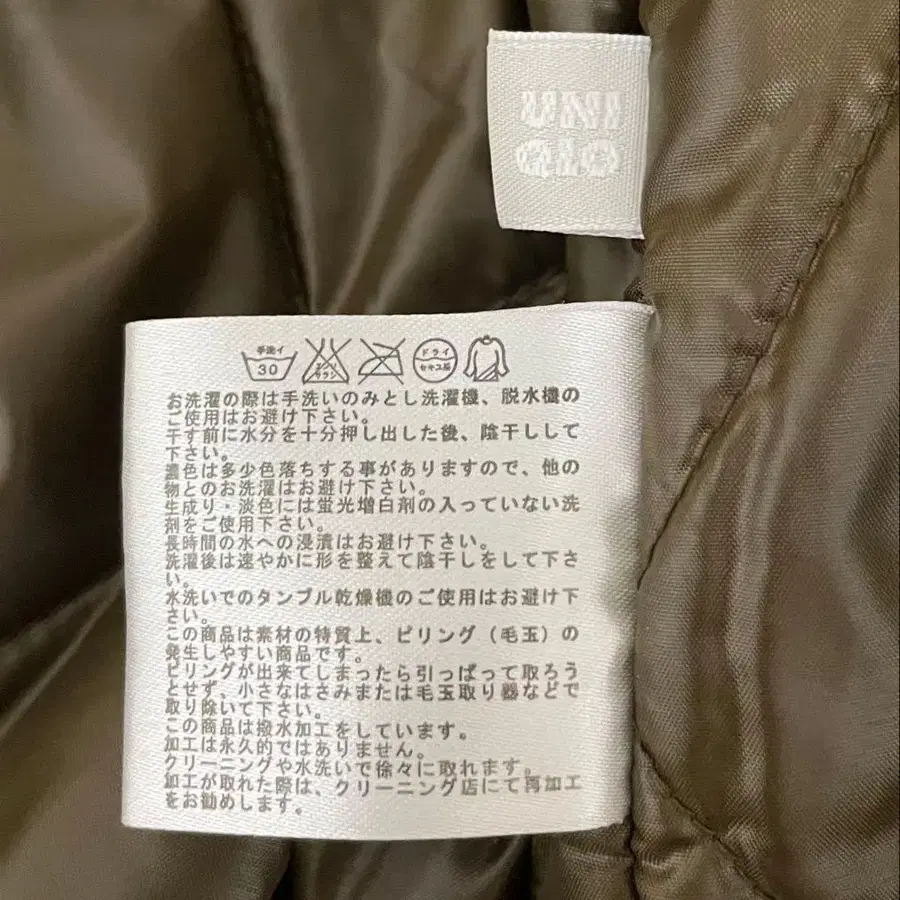 UNI
QLO
手洗イ
30
エンソ
サラシ
ドライ
セキユ系
お洗濯の際は手洗いのみとし洗濯機、脱水機の
ご使用はお避け下さい。
干す前に水分を十分押し出した後、陰干しして
下さい。
濃色は多少色落ちする事がありますので、他の
物とのお洗濯はお避け下さい。
生成り・淡色には蛍光増白剤の入っていない洗
剤をご使用下さい。
長時間の水への浸漬はお避け下さい。
洗濯後は速やかに形を整えて陰干しをして下さ
い。
水洗いでのタンブル乾燥機のご使用はお避け下
さい。
この商品は素材の特質上、ピリング（毛玉）の
発生しやすい商品です。
ピリングが出来てしまったら引っぱって取ろう
とせず、小さなはさみまたは毛玉取り器などで
取り除いて下さい。
この商品は撥水加工をしています。
加工は永久的ではありません。
クリーニングや水洗いで徐々に取れます。
加工が取れた際は、クリーニング店にて再加工
をお勧めします。